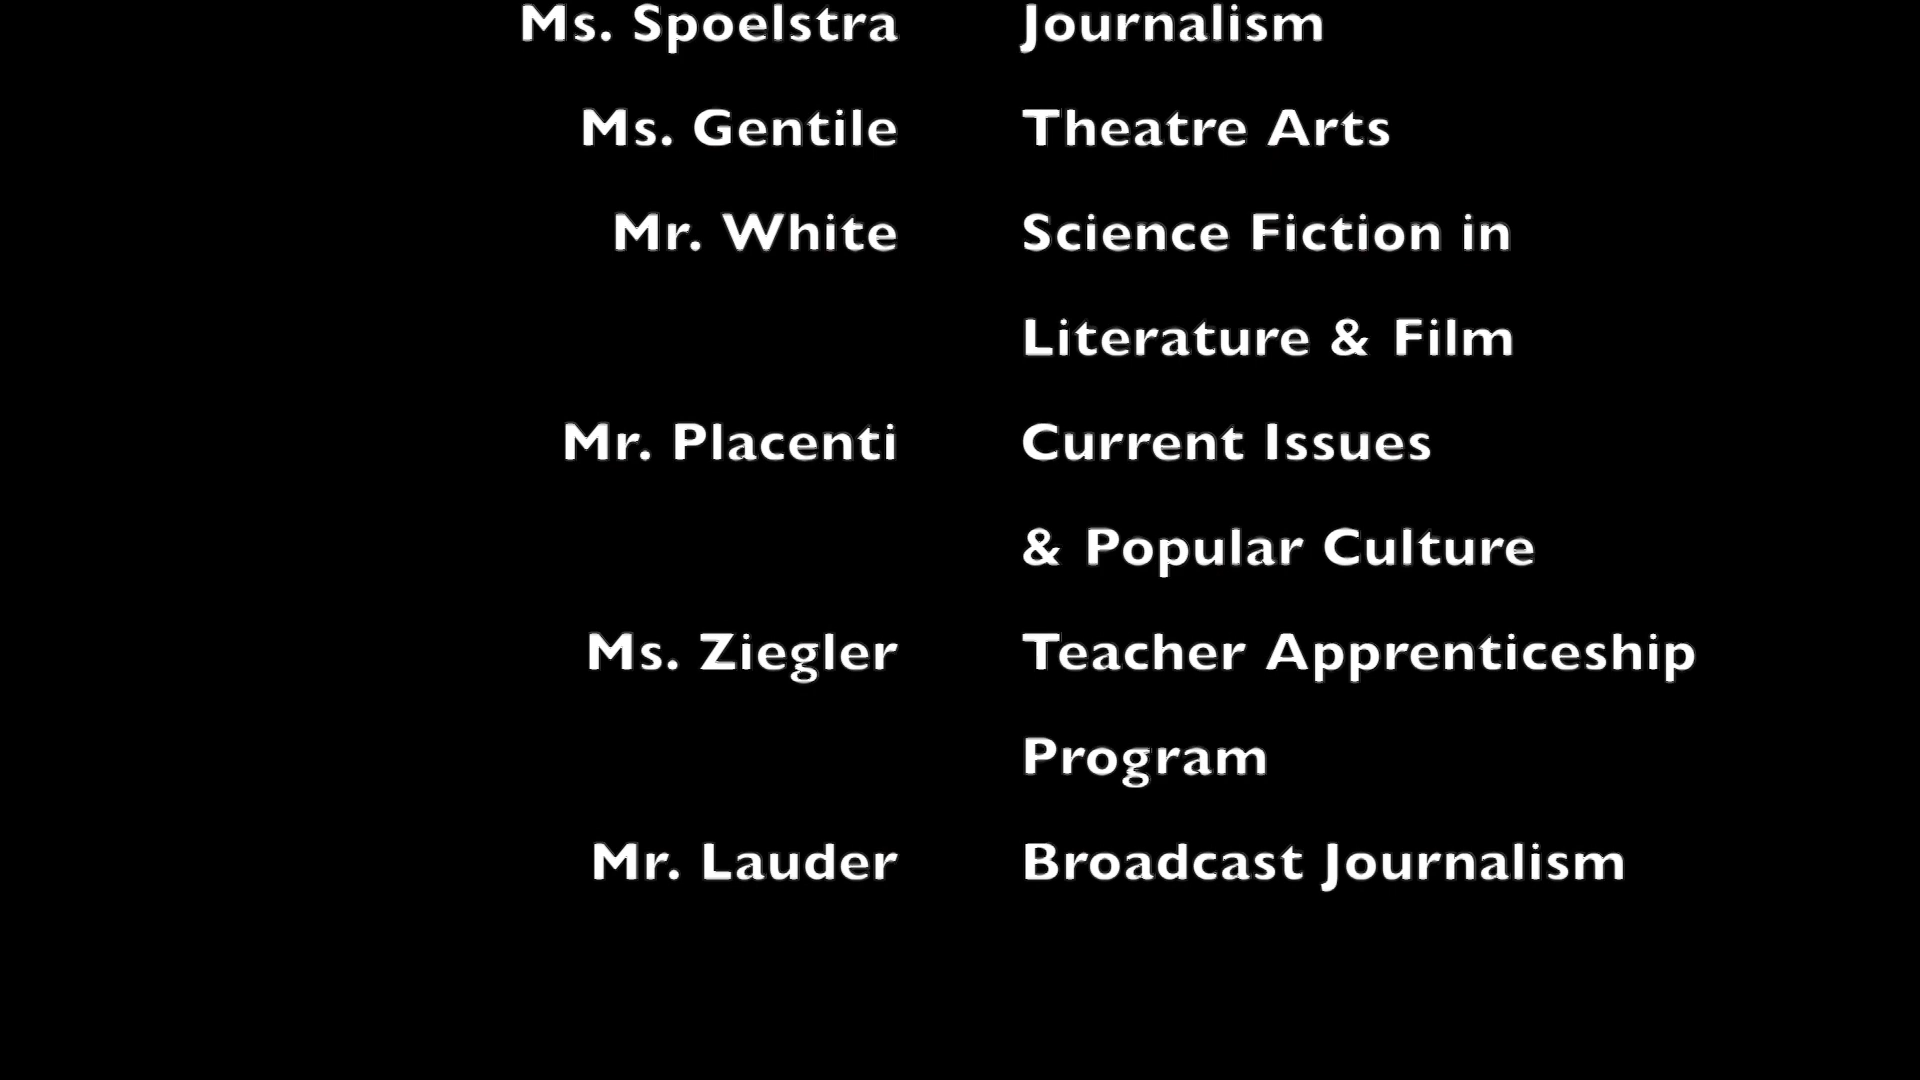 Ms. Spoelstra Journalism
Ms. Gentile Theatre Arts
Mr. White Science Fiction in
Literature & Film
Mr. Placenti Current Issues
& Popular Culture
Ms. Ziegler Teacher Apprenticeship
Program
Mr. Lauder Broadcast Journalism